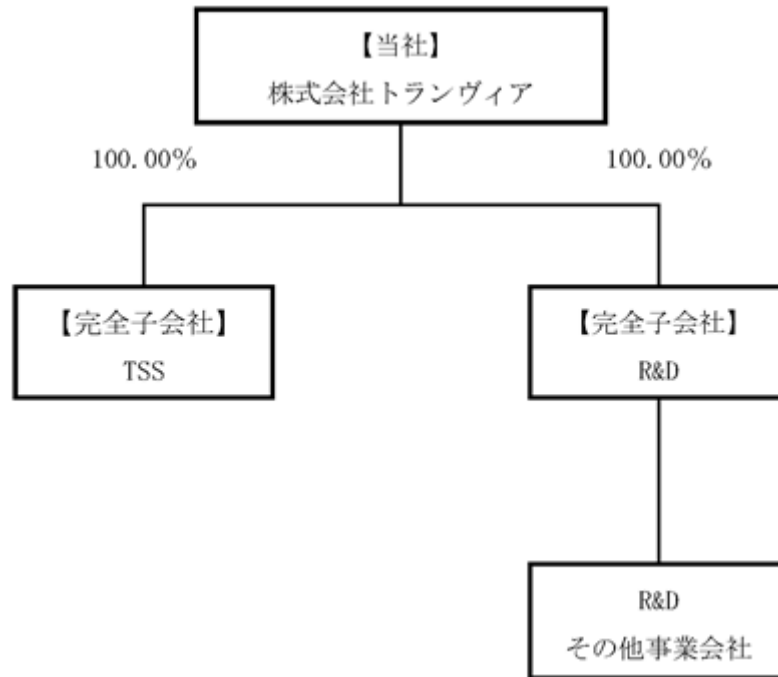 【当社】
株式会社トランヴィア
100.00%
100.00%
【完全子会社】
TSS
【完全子会社】
R&D
R&D
その他事業会社